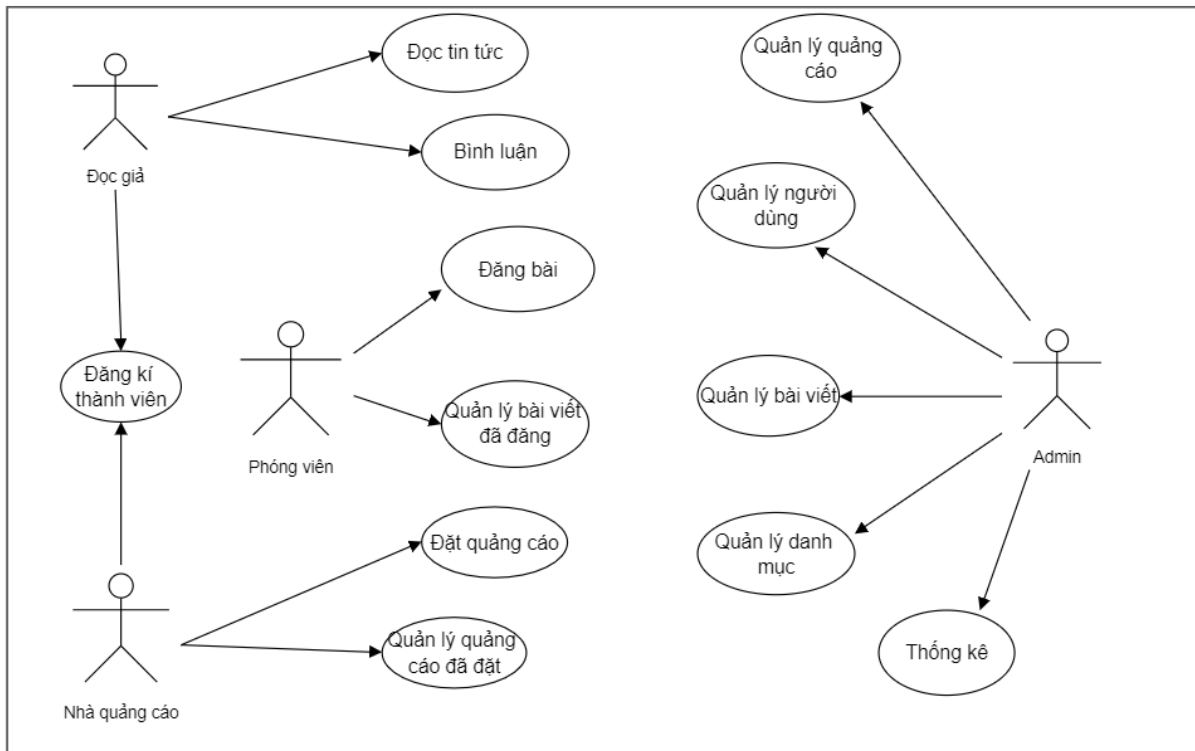 Đọc tin tức
Bình luận
Đọc giả
Đăng bài
Đăng kí
thành viên
Quản lý bài viết
đã đăng
Phóng viên
Đặt quảng cáo
Quản lý quảng
cáo đã đặt
Nhà quảng cáo
Quản lý quảng
cáo
Quản lý người
dùng
Quản lý bài viết
Admin
Quản lý danh
mục
Thống kê